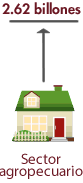 2.62 billones
Sector
agropecuario